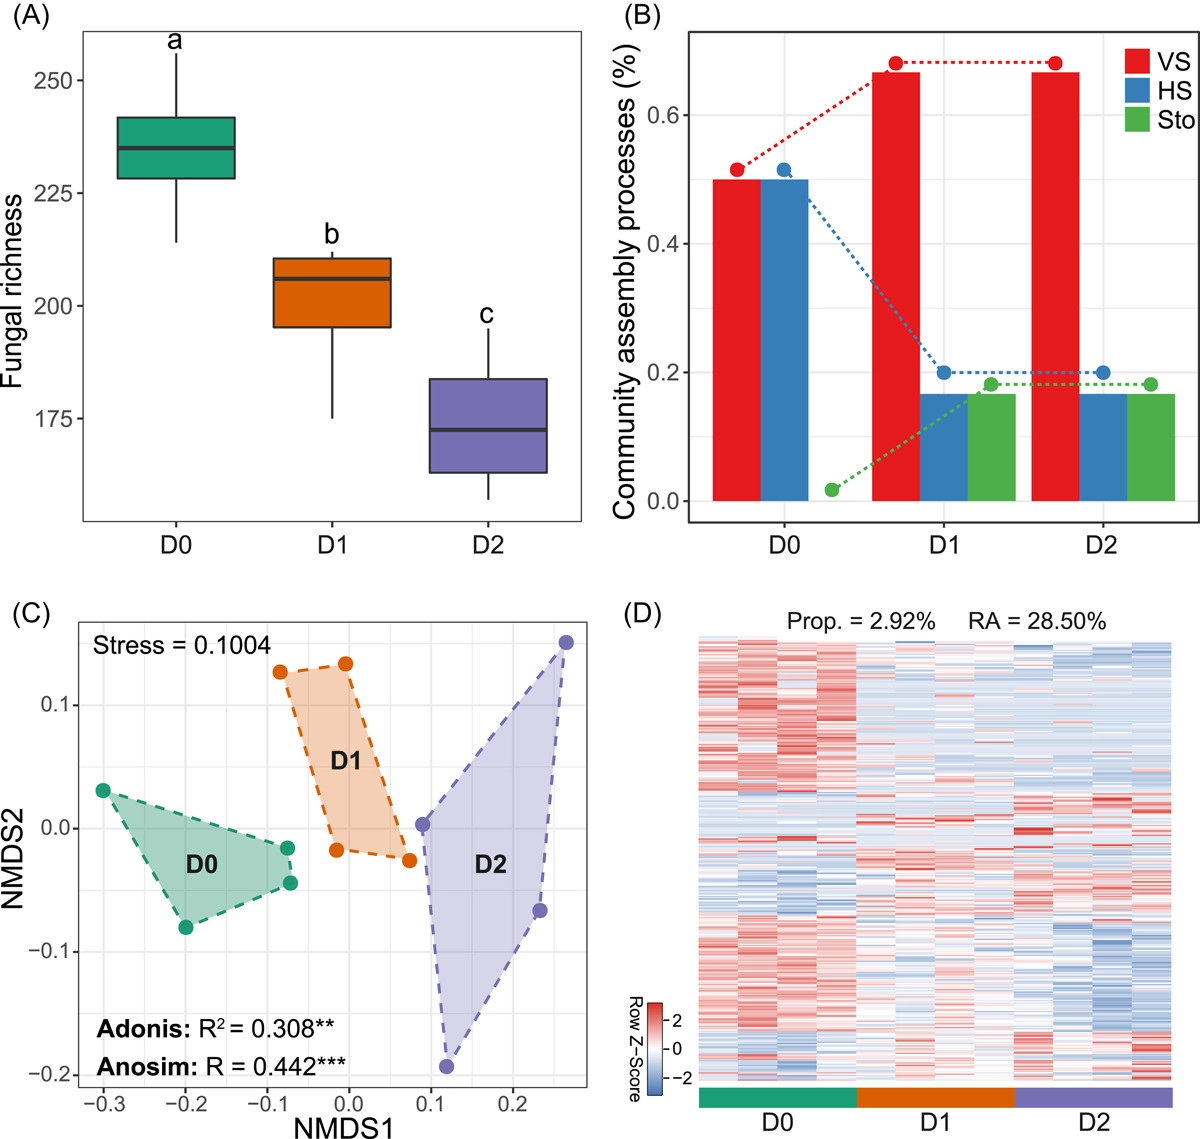 (A)
a
b
c
250
225
200
175
Fungal richness
D0 D1 D2
(B)
VS
HS
Sto
0.6
0.4
0.2
0.0
Community assembly processes (%)
D0 D1 D2
(C)
Stress = 0.1004
D1
D0
D2
Adonis: R² = 0.308**
Anosim: R = 0.442***
0.1
0.0
−0.1
−0.2
NMDS2
−0.3 −0.2 −0.1 0.0 0.1 0.2
NMDS1
(D)
Prop. = 2.92% RA = 28.50%
Row Z−Score
2
0
−2
D0 D1 D2